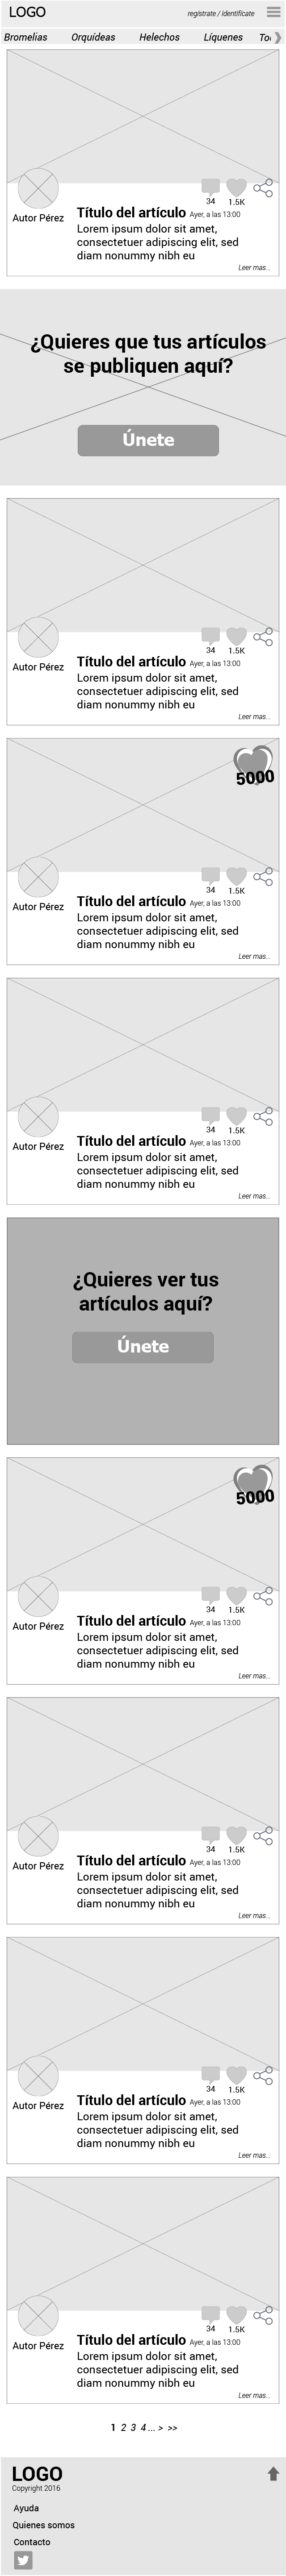 LOGO
regístrate / Identifícate
Bromelias Orquídeas Helechos Líquenes
34 1.5K
Autor Pérez
Título del artículo Ayer, a las 13:00
Lorem ipsum dolor sit amet,
consectetuer adipiscing elit, sed
diam nonummy nibh eu
Leer mas...
¿Quieres que tus artículos
se publiquen aquí?
Únete
34 1.5K
Autor Pérez
Título del artículo Ayer, a las 13:00
Lorem ipsum dolor sit amet,
consectetuer adipiscing elit, sed
diam nonummy nibh eu
Leer mas...
5000
34 1.5K
Autor Pérez
Título del artículo Ayer, a las 13:00
Lorem ipsum dolor sit amet,
consectetuer adipiscing elit, sed
diam nonummy nibh eu
Leer mas...
34 1.5K
Autor Pérez
Título del artículo Ayer, a las 13:00
Lorem ipsum dolor sit amet,
consectetuer adipiscing elit, sed
diam nonummy nibh eu
Leer mas...
¿Quieres ver tus
artículos aquí?
Únete
5000
34 1.5K
Autor Pérez
Título del artículo Ayer, a las 13:00
Lorem ipsum dolor sit amet,
consectetuer adipiscing elit, sed
diam nonummy nibh eu
Leer mas...
34 1.5K
Autor Pérez
Título del artículo Ayer, a las 13:00
Lorem ipsum dolor sit amet,
consectetuer adipiscing elit, sed
diam nonummy nibh eu
Leer mas...
34 1.5K
Autor Pérez
Título del artículo Ayer, a las 13:00
Lorem ipsum dolor sit amet,
consectetuer adipiscing elit, sed
diam nonummy nibh eu
Leer mas...
34 1.5K
Autor Pérez
Título del artículo Ayer, a las 13:00
Lorem ipsum dolor sit amet,
consectetuer adipiscing elit, sed
diam nonummy nibh eu
Leer mas...
1 2 3 4 ... > >>
LOGO
Copyright 2016
Ayuda
Quienes somos
Contacto